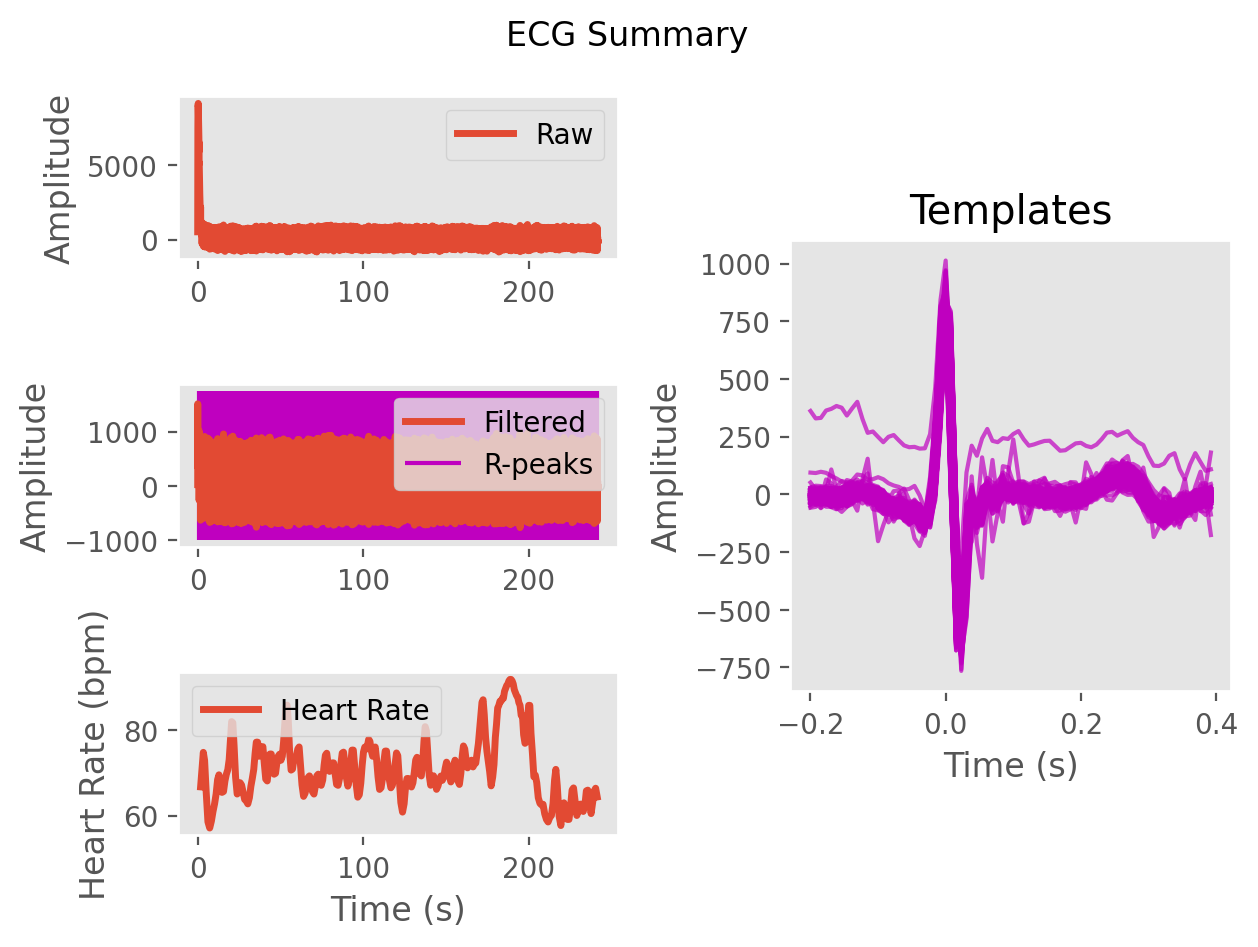 ECG Summary
Amplitude
5000
0
Raw
0 100 200
Amplitude
1000
0
−1000
Filtered
R-peaks
0 100 200
Heart Rate (bpm)
80
60
Heart Rate
0 100 200
Time (s)
Templates
Amplitude
1000
750
500
250
0
−250
−500
−750
−0.2 0.0 0.2 0.4
Time (s)